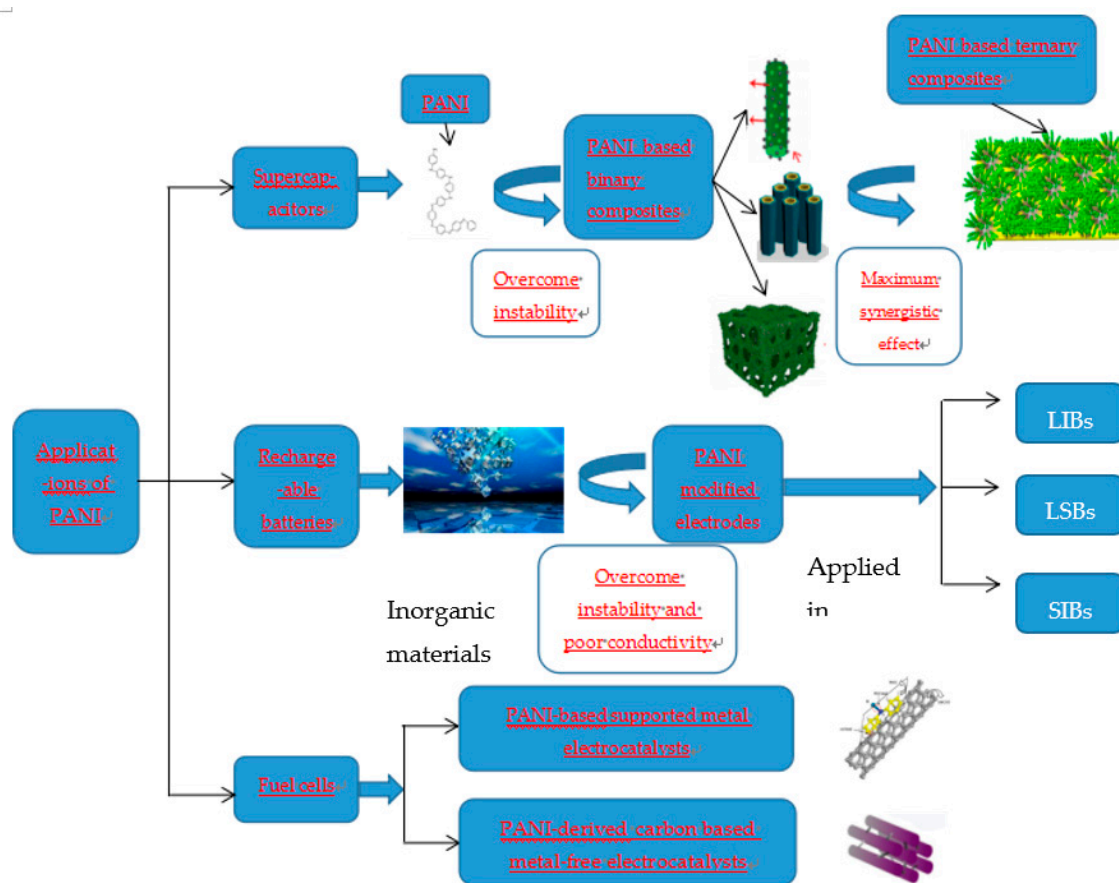 PANI based ternary
composites
PANI
Supercap-
acitors
PANI based
binary
composites
Overcome
instability
Maximum
synergistic
effect
Applicat
-ions of
PANI
Recharge
-able
batteries
PANI
modified
electrodes
LIBs
LSBs
SIBs
Inorganic
materials
Overcome
instability and
poor conductivity
Applied
in
Fuel cells
PANI-based supported metal
electrocatalysts
PANI-derived carbon based
metal-free electrocatalysts